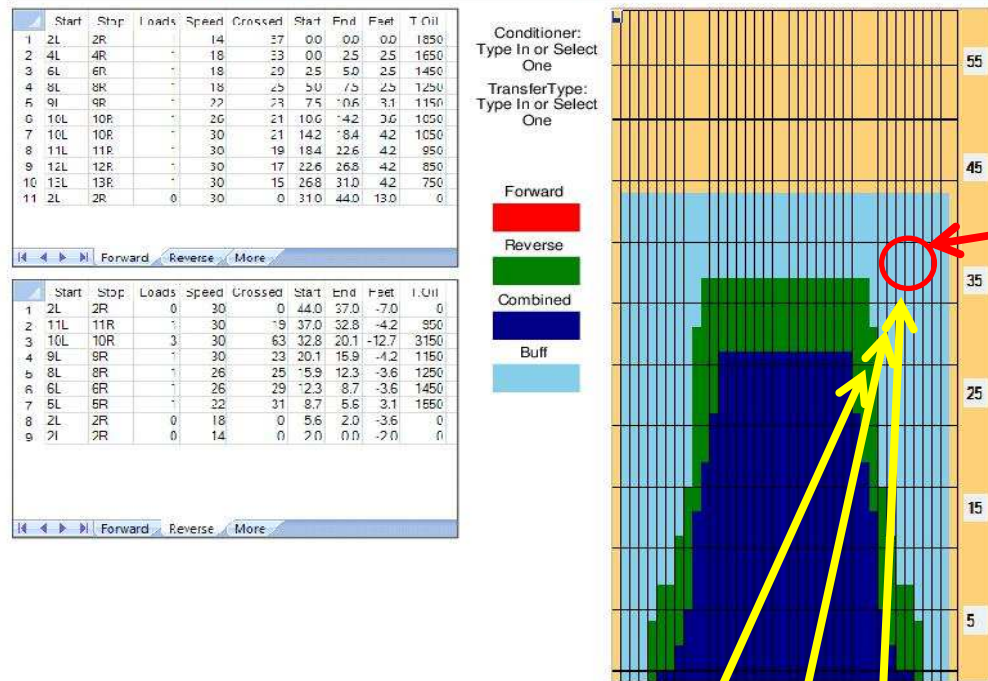 Start Stop Loads Speed Crossed Start End Feet T.Oil
1 2L 2R 1 14 37 0.0 0.0 0.0 1850
2 4L 4R 1 18 33 0.0 2.5 2.5 1650
3 6L 6R 1 18 29 2.5 5.0 2.5 1450
4 8L 8R 1 18 25 5.0 7.5 2.5 1250
5 9L 9R 1 22 23 7.5 10.6 3.1 1150
6 10L 10R 1 26 21 10.6 14.2 3.6 1050
7 10L 10R 1 30 21 14.2 18.4 4.2 1050
8 11L 11R 1 30 19 18.4 22.6 4.2 950
9 12L 12R 1 30 17 22.6 26.8 4.2 850
10 13L 13R 1 30 15 26.8 31.0 4.2 750
11 2L 2R 0 30 0 31.0 44.0 13.0 0
Forward Reverse More
Start Stop Loads Speed Crossed Start End Feet T.Oil
1 2L 2R 0 30 0 44.0 37.0 -7.0 0
2 11L 11R 1 30 19 37.0 32.8 -4.2 950
3 10L 10R 3 30 63 32.8 20.1 -12.7 3150
4 9L 9R 1 30 23 20.1 15.9 -4.2 1150
5 8L 8R 1 26 25 15.9 12.3 -3.6 1250
6 6L 6R 1 26 29 12.3 8.7 -3.6 1450
7 5L 5R 1 22 31 8.7 5.6 3.1 1550
8 2L 2R 0 18 0 5.6 2.0 -3.6 0
9 2L 2R 0 14 0 2.0 0.0 -2.0 0
Forward Reverse More
Conditioner:
Type In or Select
One
TransferType:
Type In or Select
One
Forward
Reverse
Combined
Buff
55
45
35
25
15
5